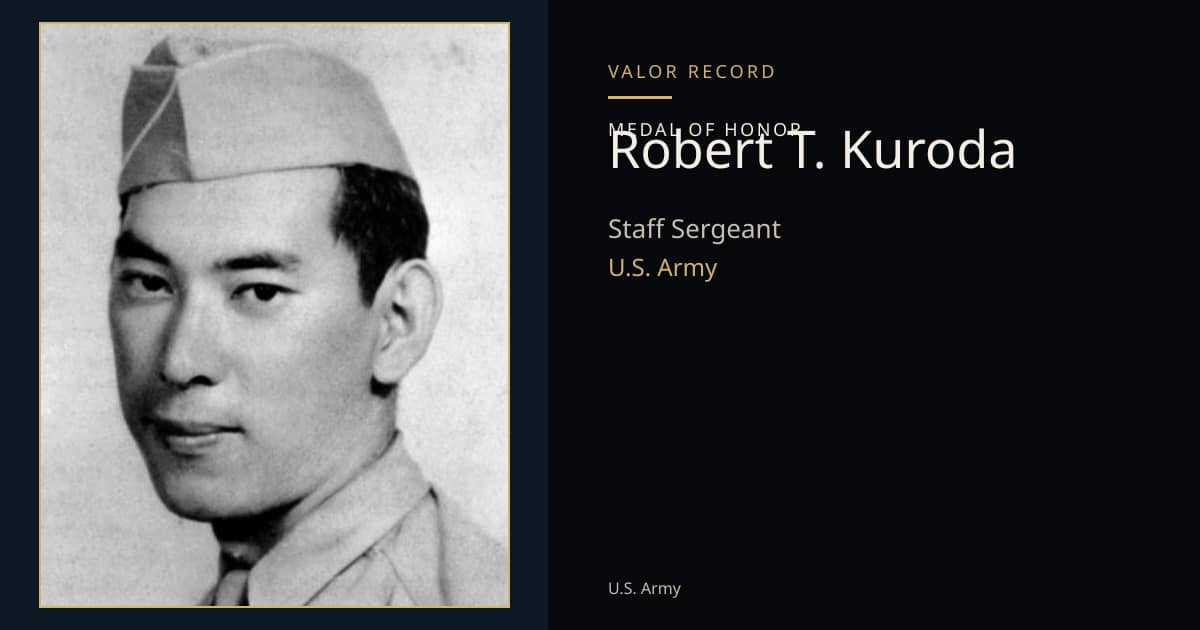 VALOR RECORD
MEDAL OF HONOR
Robert T. Kuroda
Staff Sergeant
U.S. Army
U.S. Army